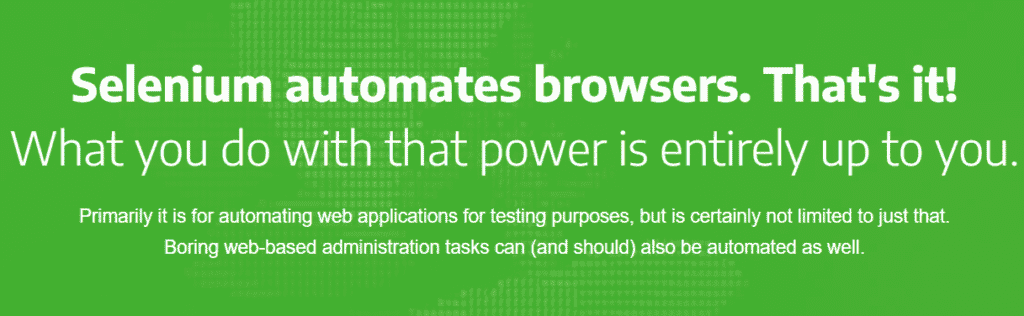 Selenium automates browsers. That's it!
What you do with that power is entirely up to you.
Primarily it is for automating web applications for testing purposes, but is certainly not limited to just that.
Boring web-based administration tasks can (and should) also be automated as well.